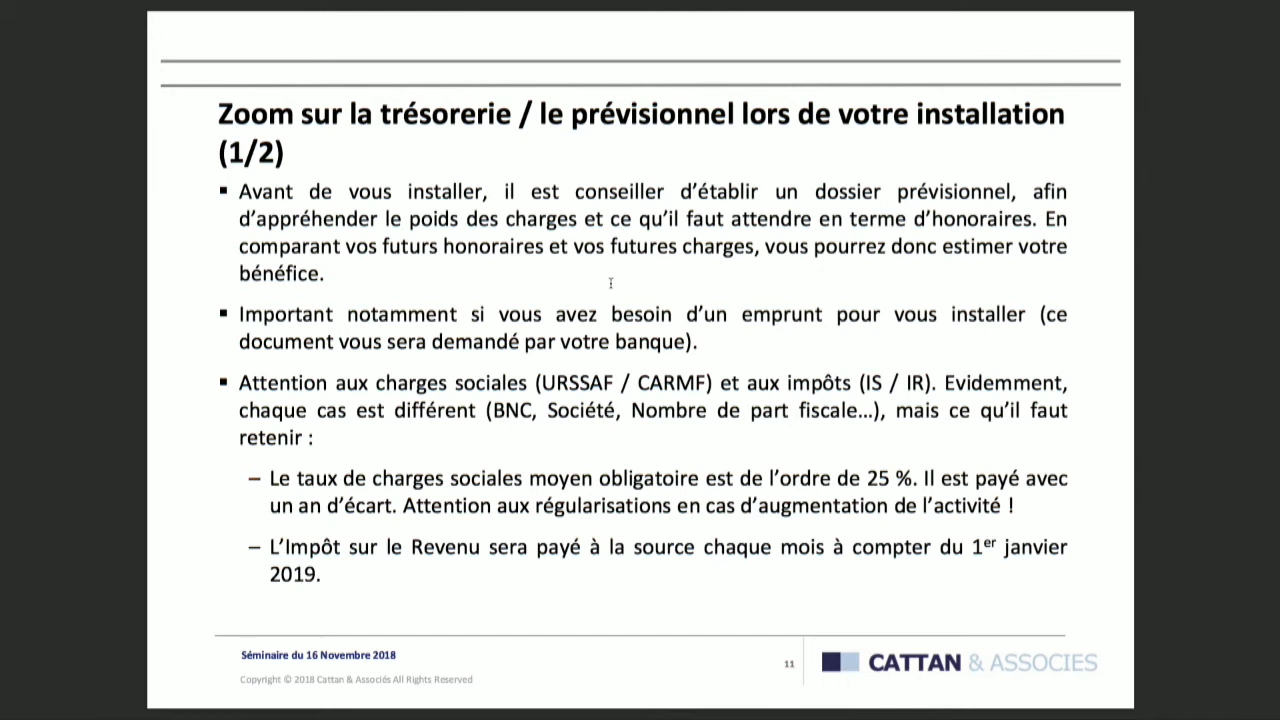 Zoom sur la trésorerie / le prévisionnel lors de votre installation
(1/2)
▪ Avant de vous installer, il est conseiller d'établir un dossier prévisionnel, afin
d'appréhender le poids des charges et ce qu'il faut attendre en terme d'honoraires. En
comparant vos futurs honoraires et vos futures charges, vous pourrez donc estimer votre
bénéfice.
▪ Important notamment si vous avez besoin d'un emprunt pour vous installer (ce
document vous sera demandé par votre banque).
▪ Attention aux charges sociales (URSSAF / CARMF) et aux impôts (IS / IR). Evidemment,
chaque cas est différent (BNC, Société, Nombre de part fiscale…), mais ce qu'il faut
retenir :
– Le taux de charges sociales moyen obligatoire est de l'ordre de 25 %. Il est payé avec
un an d'écart. Attention aux régularisations en cas d'augmentation de l'activité !
– L'Impôt sur le Revenu sera payé à la source chaque mois à compter du 1er janvier
2019.
Séminaire du 16 Novembre 2018
Copyright © 2018 Cattan & Associés All Rights Reserved
11
CATTAN & ASSOCIES